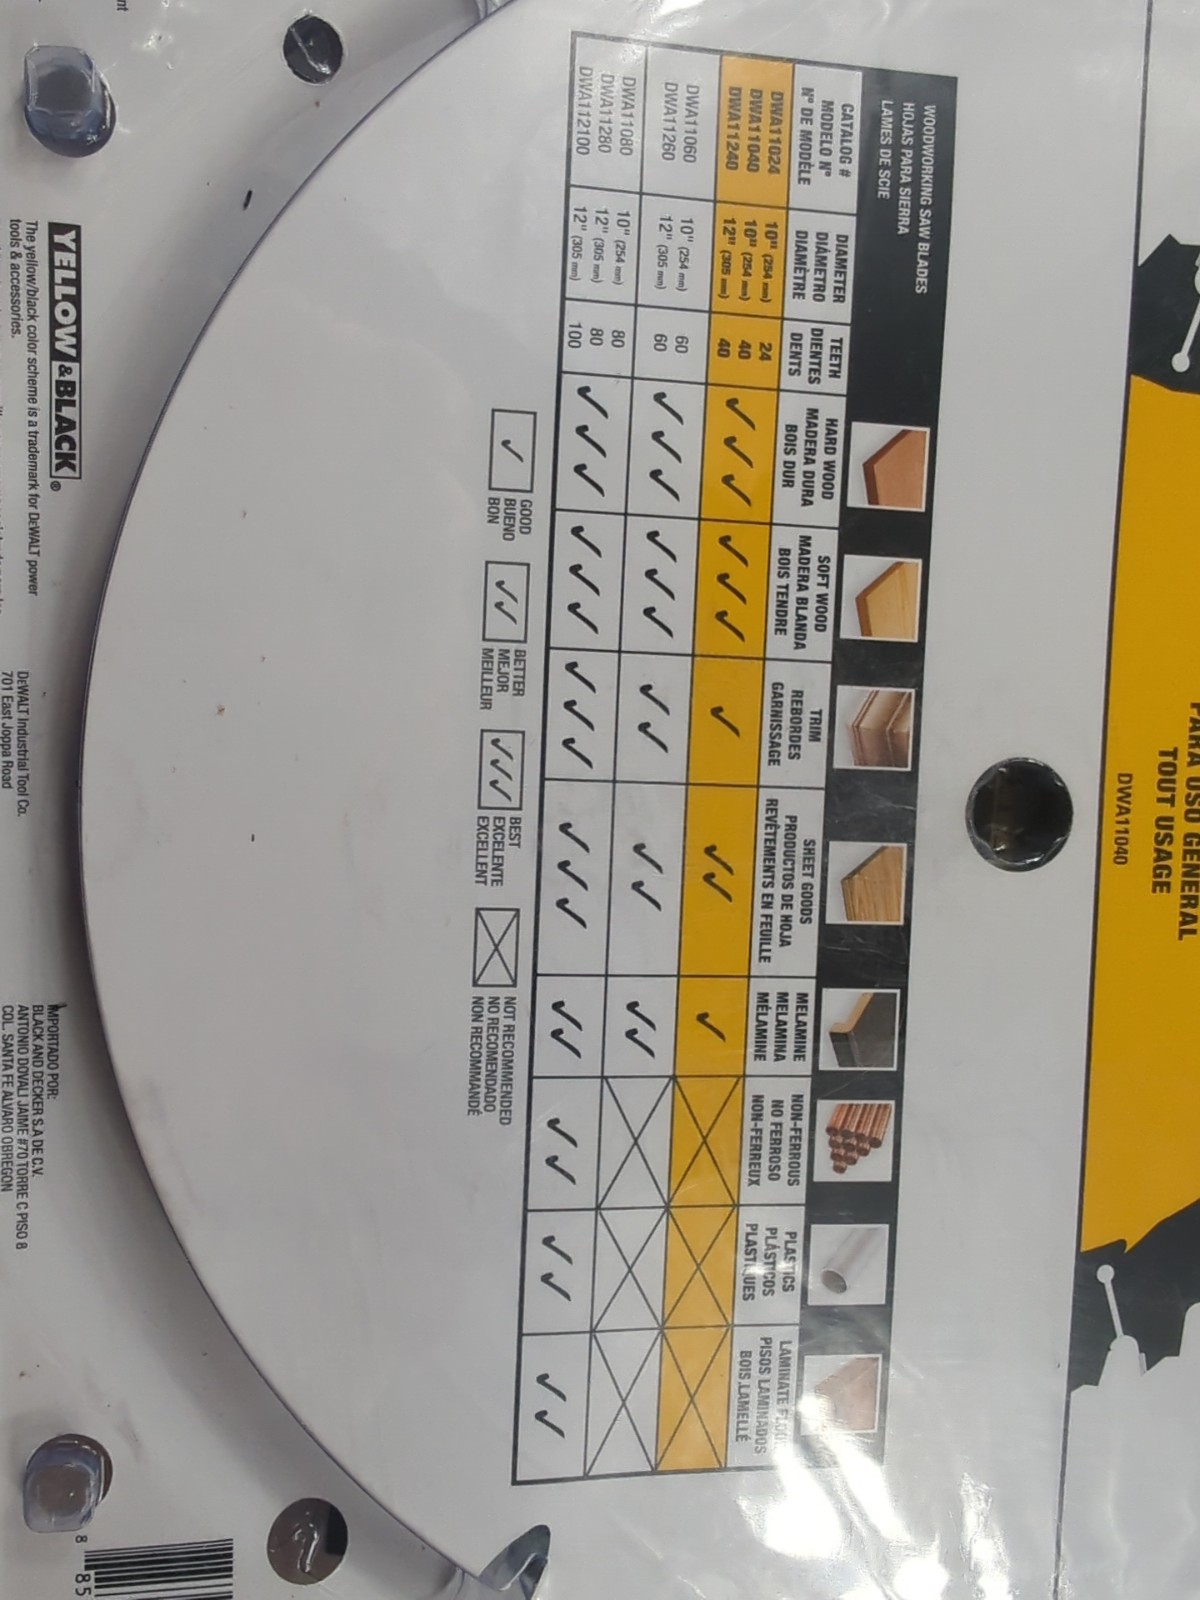 PARA USO GENERAL
TOUT USAGE
DWA11040
WOODWORKING SAW BLADES
HOJAS PARA SIERRA
LAMES DE SCIE
CATALOG #
MODELO N°
N° DE MODÈLE
DIAMETER
DIÁMETRO
DIAMÈTRE
TEETH
DIENTES
DENTS
HARD WOOD
MADERA DURA
BOIS DUR
SOFT WOOD
MADERA BLANDA
BOIS TENDRE
TRIM
REBORDES
GARNISSAGE
SHEET GOODS
PRODUCTOS DE HOJA
REVÊTEMENTS EN FEUILLE
MELAMINE
MELAMINA
MÉLAMINE
NON-FERROUS
NO FERROSO
NON-FERREUX
PLASTICS
PLÁSTICOS
PLASTIQUES
LAMINATE FLOOR
PISOS LAMINADOS
BOIS LAMELLÉ
DWA11024 10" (254 mm) 24
DWA11040 10" (254 mm) 40
DWA11240 12" (305 mm) 40
✓✓✓ ✓✓✓ ✓ ✓✓ ✓
DWA11060 10" (254 mm) 60
DWA11260 12" (305 mm) 60
✓✓✓ ✓✓✓ ✓✓ ✓✓ ✓✓
DWA11080 10" (254 mm) 80
DWA11280 12" (305 mm) 80
DWA112100 12" (305 mm) 100
✓✓✓ ✓✓✓ ✓✓✓ ✓✓✓ ✓✓ ✓✓ ✓✓ ✓✓
✓ GOOD
BUENO
BON
✓✓ BETTER
MEJOR
MEILLEUR
✓✓✓ BEST
EXCELENTE
EXCELLENT
NOT RECOMMENDED
NO RECOMENDADO
NON RECOMMANDÉ
YELLOW & BLACK®
The yellow/black color scheme is a trademark for DEWALT power
tools & accessories.
DEWALT Industrial Tool Co.
701 East Joppa Road
IMPORTADO POR:
BLACK AND DECKER S.A DE C.V.
ANTONIO DOVALI JAIME #70 TORRE C PISO 8
COL. SANTA FE ALVARO OBREGON
8 85